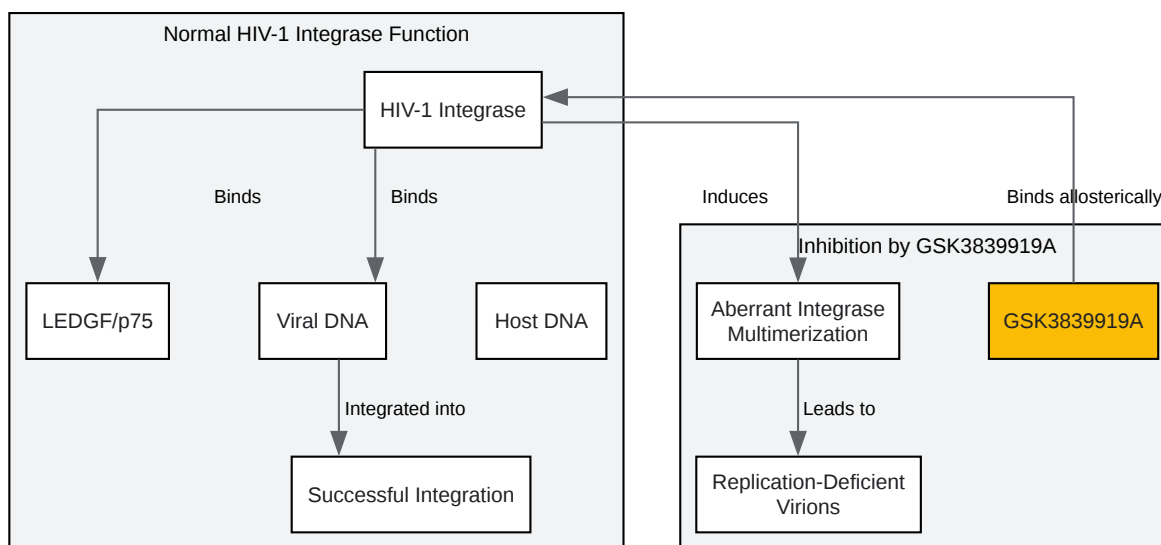 Normal HIV-1 Integrase Function
HIV-1 Integrase
Binds
Binds
Induces
Binds allosterically
Inhibition by GSK3839919A
LEDGF/p75
Viral DNA
Host DNA
Aberrant Integrase
Multimerization
GSK3839919A
Integrated into
Leads to
Successful Integration
Replication-Deficient
Virions